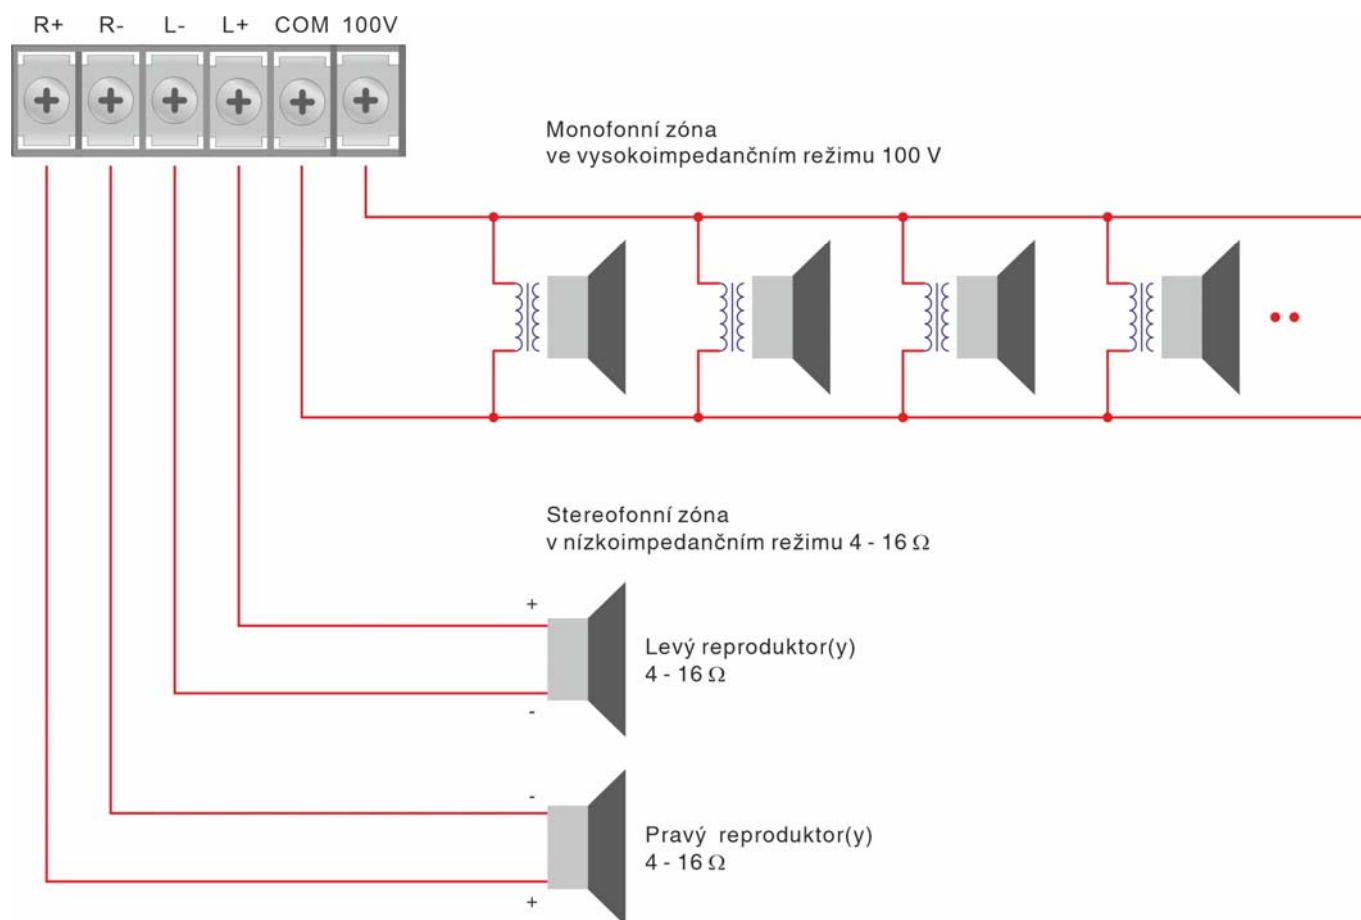 R+ R- L- L+ COM 100V
Monofonní zóna
ve vysokoimpedančním režimu 100 V
Stereofonní zóna
v nízkoimpedančním režimu 4 - 16 Ω
+
Levý reproduktor(y)
4 - 16 Ω
-
-
Pravý reproduktor(y)
4 - 16 Ω
+